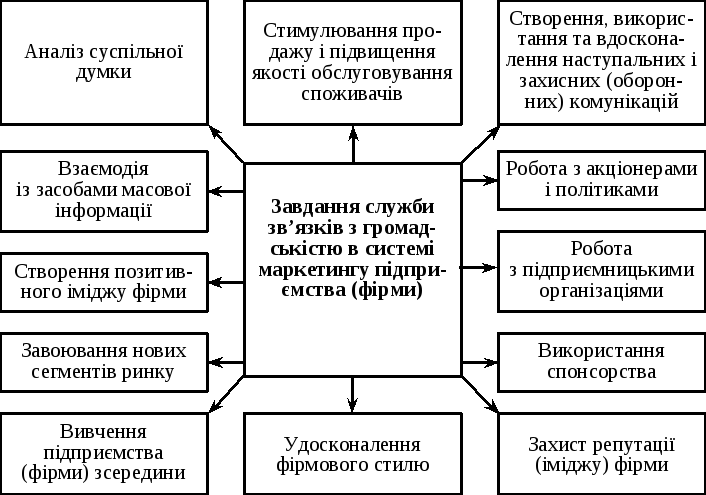 Аналіз суспільної
думки
Стимулювання про-
дажу і підвищення
якості обслуговування
споживачів
Створення, викорис-
тання та вдоскона-
лення наступальних і
захисних (оборон-
них) комунікацій
Взаємодія
із засобами масової
інформації
Завдання служби
зв’язків з громад-
ськістю в системі
маркетингу підпри-
ємства (фірми)
Робота з акціонерами
і політиками
Створення позитив-
ного іміджу фірми
Робота
з підприємницькими
організаціями
Завоювання нових
сегментів ринку
Використання
спонсорства
Вивчення
підприємства
(фірми) зсередини
Удосконалення
фірмового стилю
Захист репутації
(іміджу) фірми